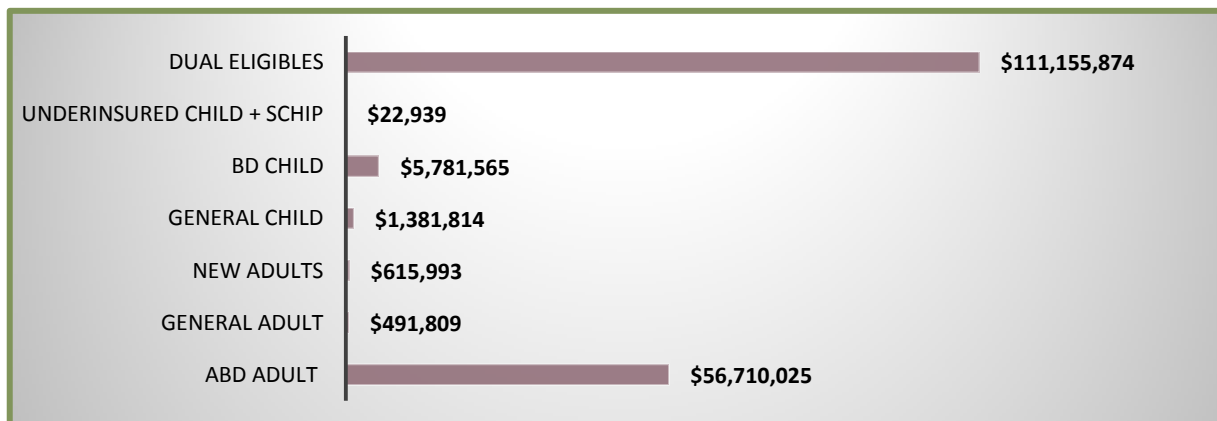 DUAL ELIGIBLES $111,155,874
UNDERINSURED CHILD + SCHIP $22,939
BD CHILD $5,781,565
GENERAL CHILD $1,381,814
NEW ADULTS $615,993
GENERAL ADULT $491,809
ABD ADULT $56,710,025